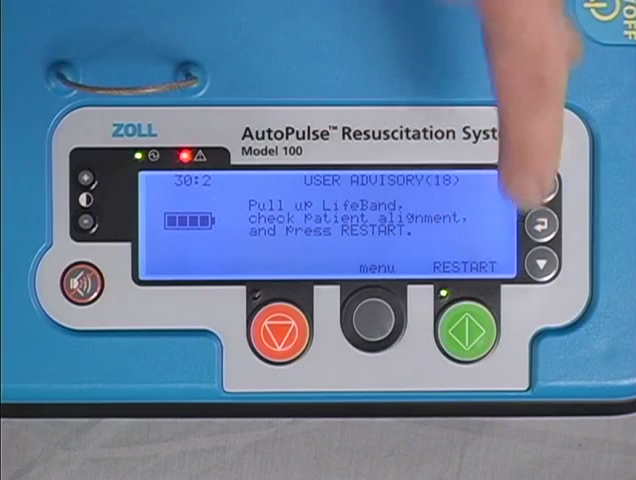 OFF
ZOLL
AutoPulse™ Resuscitation Syst
Model 100
30:2 USER ADVISORY(18)
Pull up LifeBand,
check patient alignment,
and press RESTART.
menu RESTART